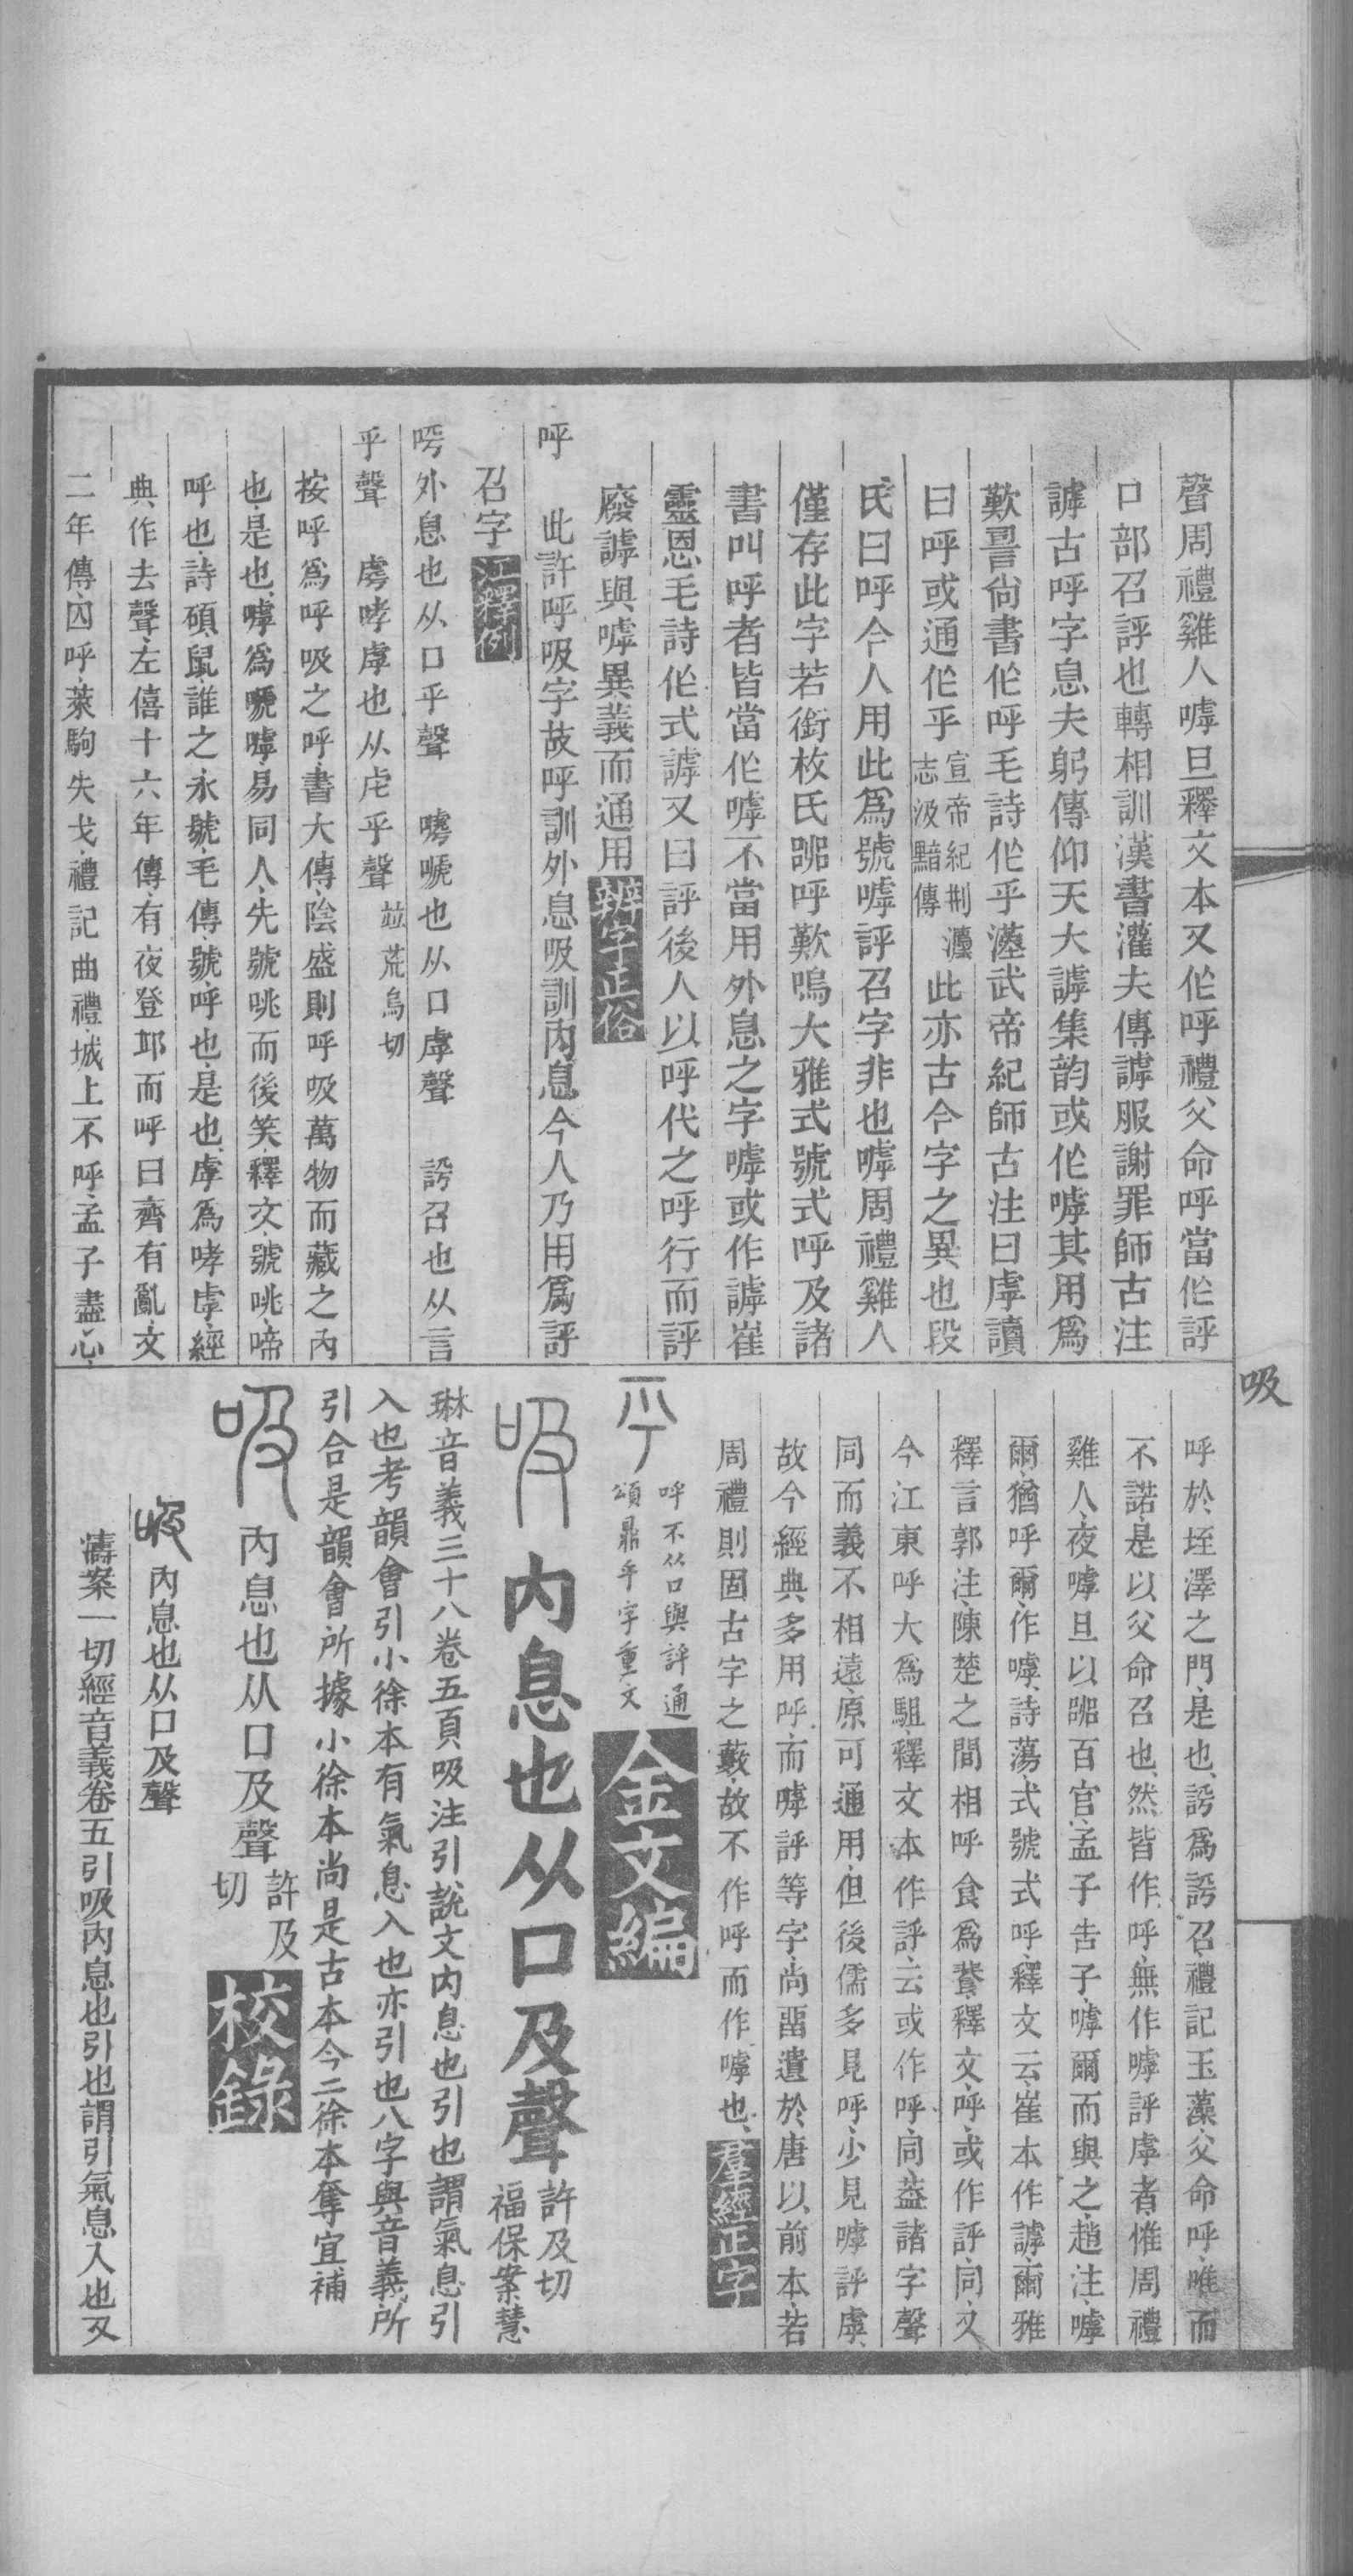 聲周禮雞人嘑旦釋文本又作呼禮父命呼當作評
口部召評也轉相訓漢書灌夫傳謼服謝罪師古注
謼古呼字息夫躬傳仰天大謼集韵或作嘑其用爲
歎㖾尙書作呼毛詩作乎漢武帝紀師古注曰虖讀
曰呼或通作乎宣帝紀荆灋
志汲黯傳此亦古今字之異也段
氏曰呼今人用此爲號嘑評召字非也嘑周禮雞人
僅存此字若銜枚氏嘂呼歎嗚大雅式號式呼及諸
書叫呼者皆當作嘑不當用外息之字嘑或作謼崔
靈恩毛詩作式謼又曰評後人以呼代之呼行而評
廢謼與嘑異義而通用辨字正俗
呼 此許呼吸字故呼訓外息吸訓內息今人乃用爲評
召字江釋例
呺外息也从口乎聲 嘑嗁也从口虖聲 評召也从言
乎聲 虖哮虖也从虍乎聲並荒烏切
按呼爲呼吸之呼書大傳陰盛則呼吸萬物而藏之內
也是也嘑爲嗁嘑易同人先號咷而後笑釋文號咷啼
呼也詩碩鼠誰之永號毛傳號呼也是也虖爲哮虖經
典作去聲左僖十六年傳有夜登邱而呼曰齊有亂文
二年傳囚呼萊駒失戈禮記曲禮城上不呼孟子盡心
吸
呼於垤澤之門是也評爲評召禮記玉藻父命呼唯而
不諾是以父命召也然皆作呼無作嘑評虖者惟周禮
雞人夜嘑旦以嘂百官孟子告子嘑爾而與之趙注嘑
爾猶呼爾作嘑詩蕩式號式呼釋文云崔本作謼爾雅
釋言郭注陳楚之間相呼食爲釋文呼或作評同又
今江東呼大爲駔釋文本作評云或作呼同葢諸字聲
同而義不相遠原可通用但後儒多見呼少見嘑評虖
故今經典多用呼而嘑評等字尚畱遺於唐以前本若
周禮則固古字之藪故不作呼而作嘑也羣經正字
乎 呼不从口與評通
頌鼎乎字重文金文編
吸 內息也从口及聲許及切
福保案慧
琳音義三十八卷五頁吸注引說文內息也引也謂氣息引
入也考韻會引小徐本有氣息入也亦引也八字與音義所
引合是韻會所據小徐本尚是古本今二徐本奪宜補
吸 內息也从口及聲許及
切校錄
吸 內息也从口及聲
濤案一切經音義卷五引吸內息也引也謂引氣息入也又